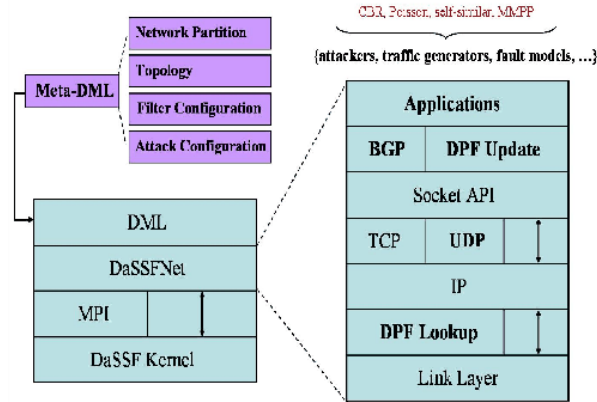 CBR, Poisson, self-similar, MMPP
{attackers, traffic generators, fault models, ...}
Network Partition
Topology
Filter Configuration
Attack Configuration
Meta-DML
DML
DaSSFNet
MPI
DaSSF Kernel
Applications
BGP DPF Update
Socket API
TCP UDP
IP
DPF Lookup
Link Layer